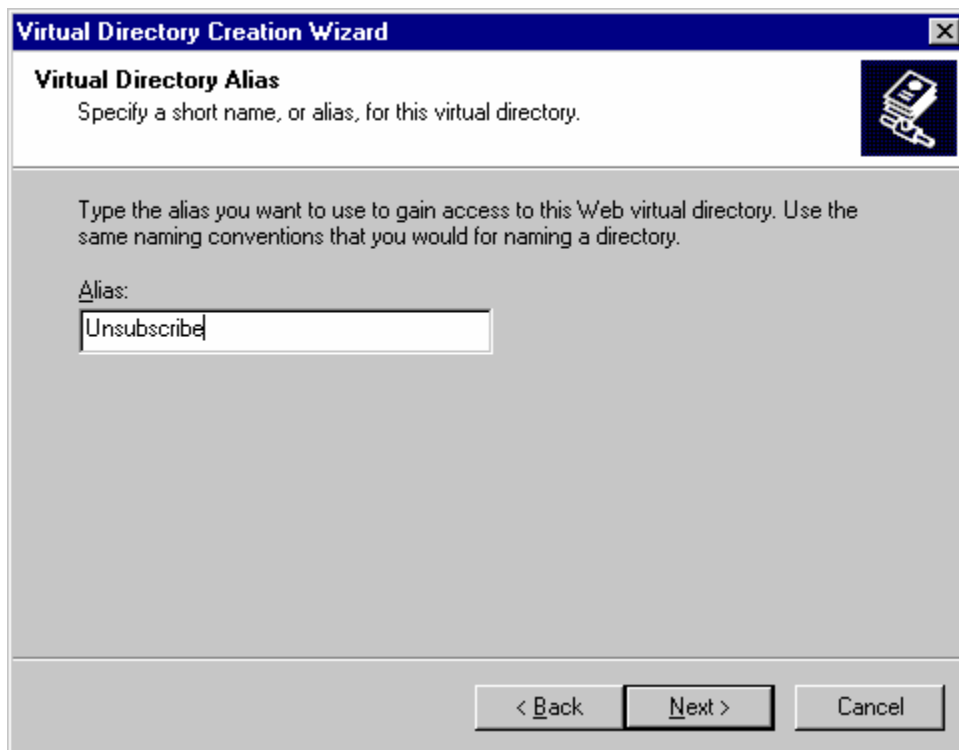 Virtual Directory Creation Wizard
Virtual Directory Alias
Specify a short name, or alias, for this virtual directory.
Type the alias you want to use to gain access to this Web virtual directory. Use the
same naming conventions that you would for naming a directory.
Alias:
Unsubscribe
< Back Next > Cancel